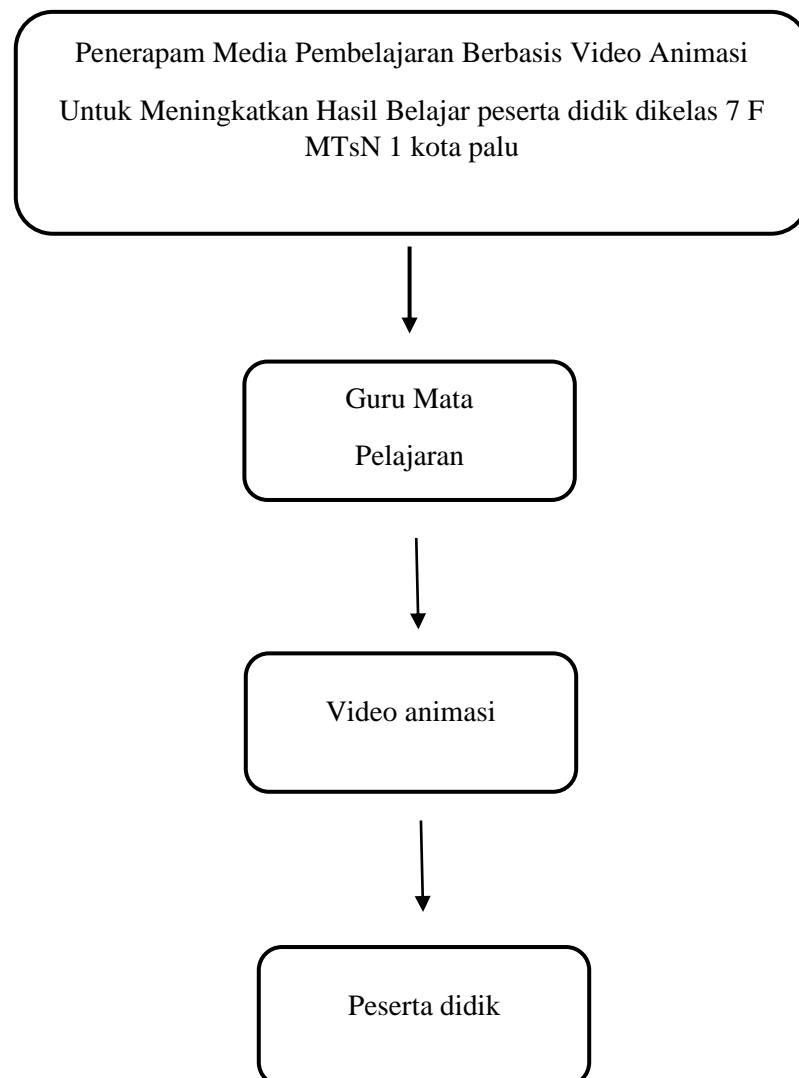 Penerapam Media Pembelajaran Berbasis Video Animasi
Untuk Meningkatkan Hasil Belajar peserta didik dikelas 7 F
MTsN 1 kota palu
Guru Mata
Pelajaran
Video animasi
Peserta didik